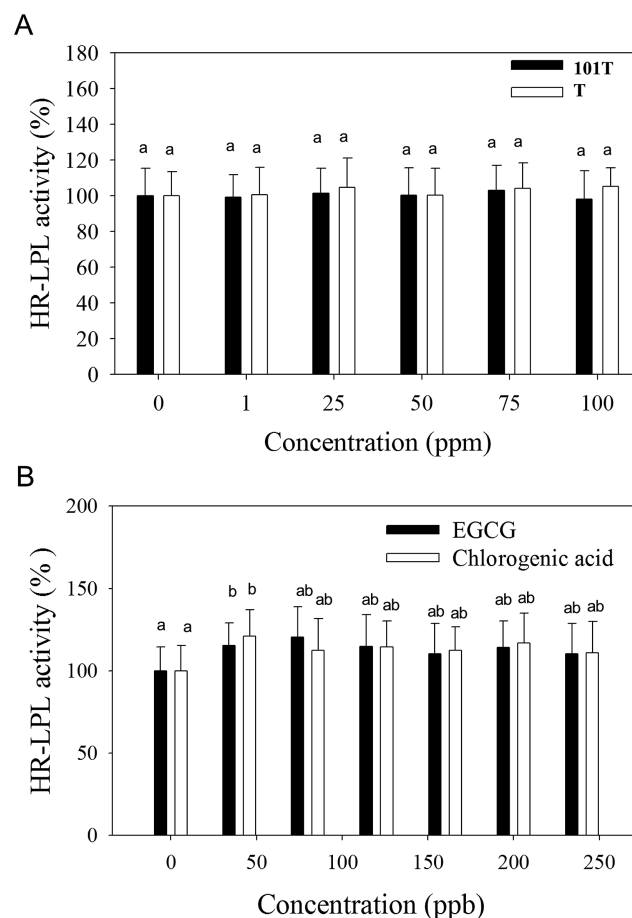 A
180
160
140
120
100
80
60
40
20
0
HR-LPL activity (%)
101T
T
a a a a a a a a a a a a
0 1 25 50 75 100
Concentration (ppm)
B
200
150
100
50
0
HR-LPL activity (% )
EGCG
Chlorogenic acid
a a b b ab ab ab ab ab ab ab ab ab ab
0 50 100 150 200 250
Concentration (ppb)